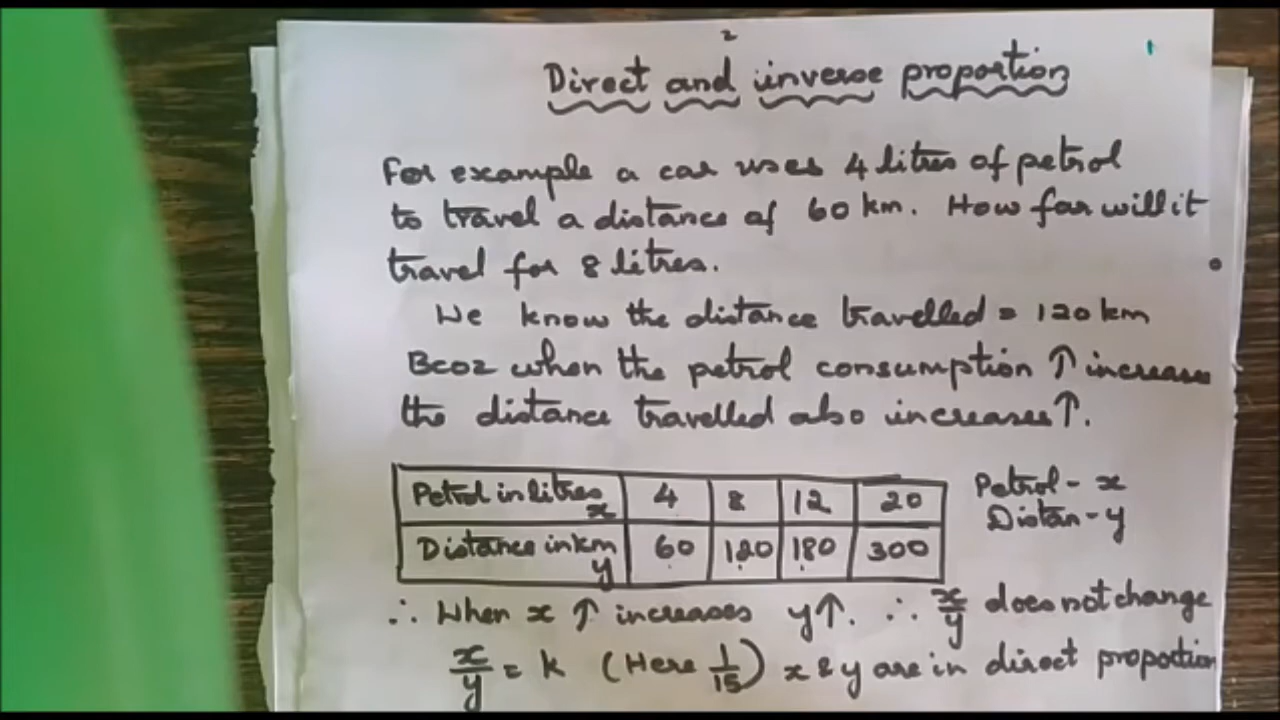 Direct and inverse proportion
For example a car uses 4 litres of petrol
to travel a distance of 60 km. How far will it
travel for 8 litres.
We know the distance travelled = 120 km
Bcoz when the petrol consumption ↑ increases
the distance travelled also increases ↑.
Petrol in litres x 4 8 12 20
Distance in km y 60 120 180 300
Petrol - x
Distan - y
∴ When x ↑ increases y ↑. ∴ x/y does not change
x/y = k (Here 1/15) x & y are in direct proportion